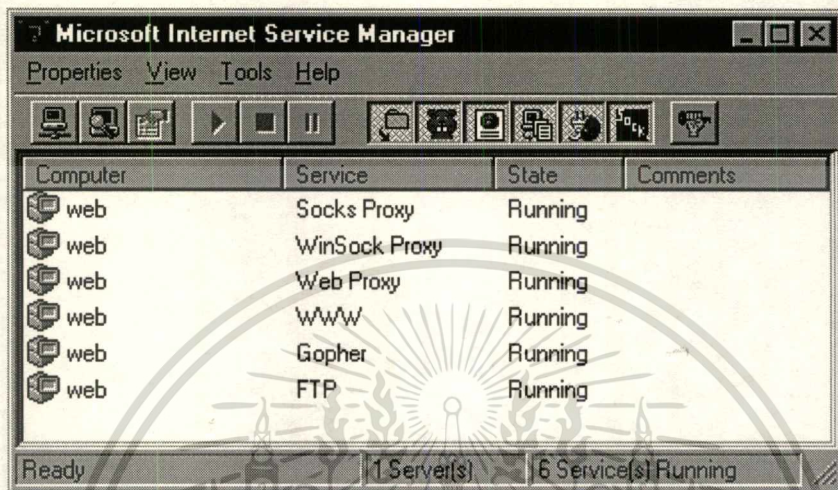 Microsoft Internet Service Manager
Properties View Tools Help
Sock
Computer Service State Comments
web Socks Proxy Running
web WinSock Proxy Running
web Web Proxy Running
web WWW Running
web Gopher Running
web FTP Running
Ready 1 Server(s) 6 Service(s) Running